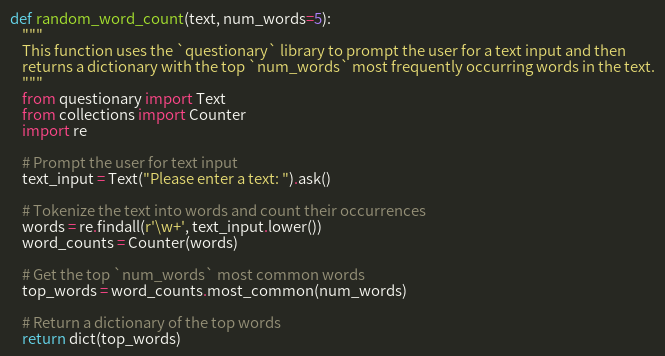 def random_word_count(text, num_words=5):
    """
    This function uses the `questionary` library to prompt the user for a text input and then
    returns a dictionary with the top `num_words` most frequently occurring words in the text.
    """
    from questionary import Text
    from collections import Counter
    import re

    # Prompt the user for text input
    text_input = Text("Please enter a text: ").ask()

    # Tokenize the text into words and count their occurrences
    words = re.findall(r'\w+', text_input.lower())
    word_counts = Counter(words)

    # Get the top `num_words` most common words
    top_words = word_counts.most_common(num_words)

    # Return a dictionary of the top words
    return dict(top_words)